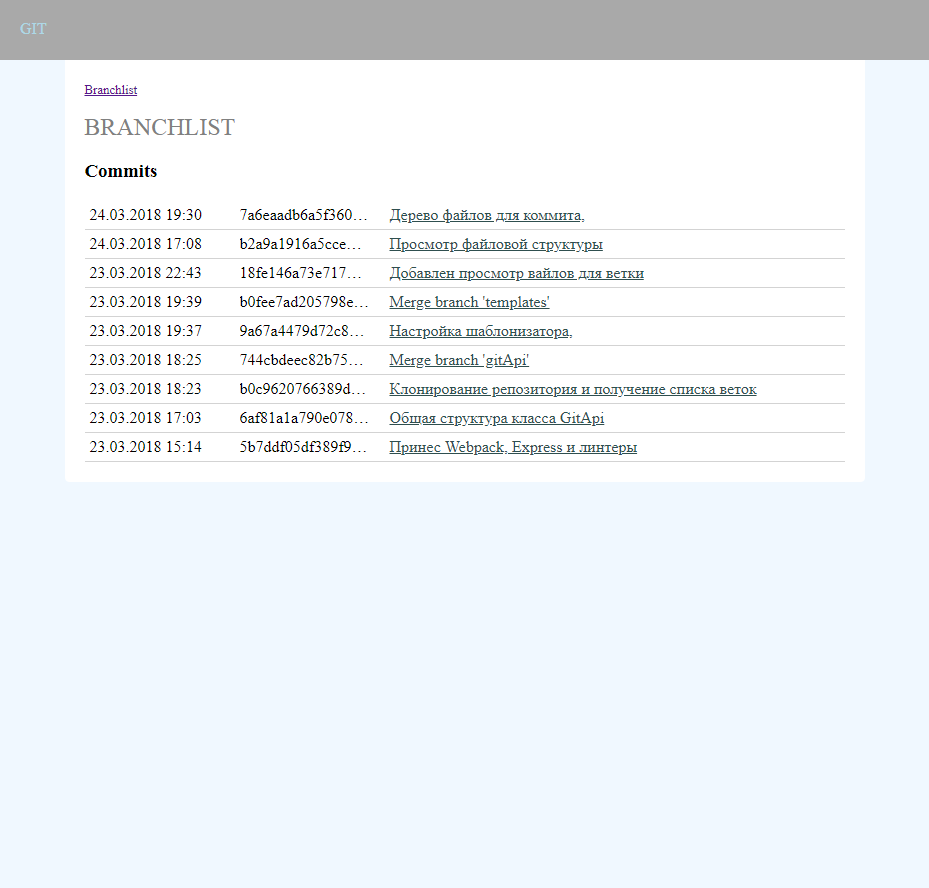 GIT
Branchlist
BRANCHLIST
Commits
24.03.2018 19:30 7a6eaadb6a5f360… Дерево файлов для коммита,
24.03.2018 17:08 b2a9a1916a5cce… Просмотр файловой структуры
23.03.2018 22:43 18fe146a73e717… Добавлен просмотр вайлов для ветки
23.03.2018 19:39 b0fee7ad205798e… Merge branch 'templates'
23.03.2018 19:37 9a67a4479d72c8… Настройка шаблонизатора,
23.03.2018 18:25 744cbdeec82b75… Merge branch 'gitApi'
23.03.2018 18:23 b0c9620766389d… Клонирование репозитория и получение списка веток
23.03.2018 17:03 6af81a1a790e078… Общая структура класса GitApi
23.03.2018 15:14 5b7ddf05df389f9… Принес Webpack, Express и линтеры